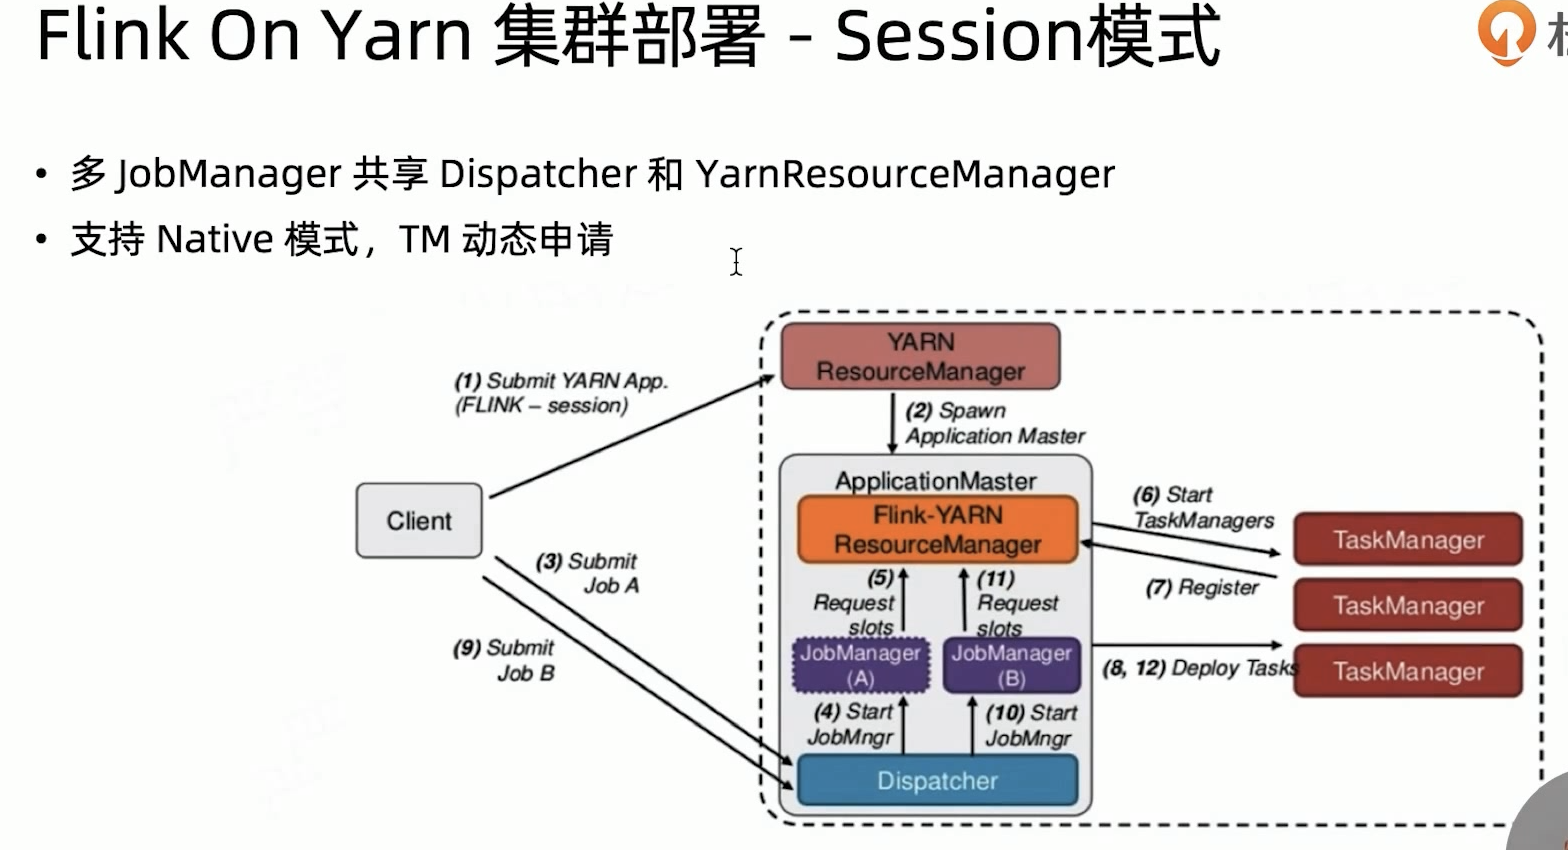 Flink On Yarn 集群部署 - Session模式
• 多 JobManager 共享 Dispatcher 和 YarnResourceManager
• 支持 Native 模式，TM 动态申请
YARN
ResourceManager
(1) Submit YARN App.
(FLINK – session)
(2) Spawn
Application Master
ApplicationMaster
Client
Flink-YARN
ResourceManager
(6) Start
TaskManagers
TaskManager
(3) Submit
Job A
(5)
Request
slots
(11)
Request
slots
(7) Register
TaskManager
(9) Submit
Job B
JobManager
(A)
JobManager
(B)
(8, 12) Deploy Tasks
TaskManager
(4) Start
JobMngr
(10) Start
JobMngr
Dispatcher